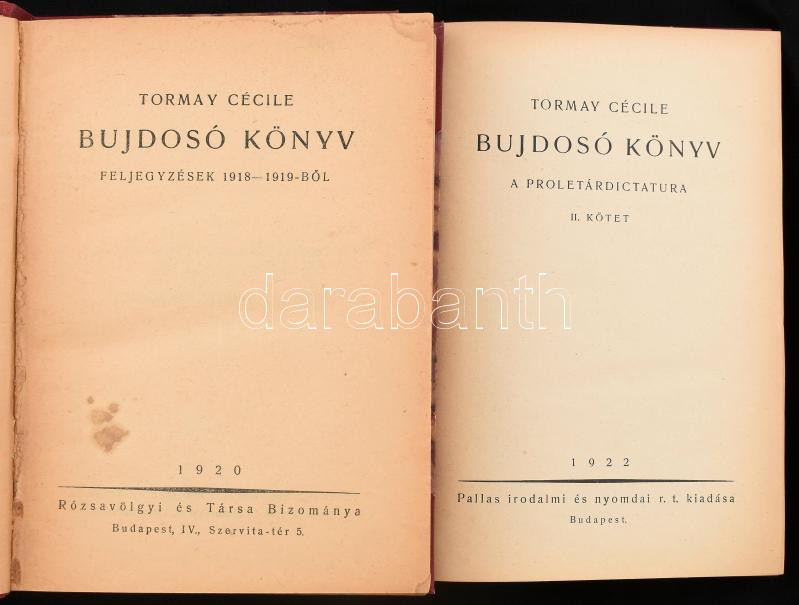 TORMAY CÉCILE
BUJDOSÓ KÖNYV
FELJEGYZÉSEK 1918—1919-BŐL
1920
Rózsavölgyi és Társa Bizománya
Budapest, IV., Szervita-tér 5.
TORMAY CÉCILE
BUJDOSÓ KÖNYV
A PROLETÁRDICTATURA
II. KÖTET
1922
Pallas irodalmi és nyomdai r. t. kiadása
Budapest.
darabanth